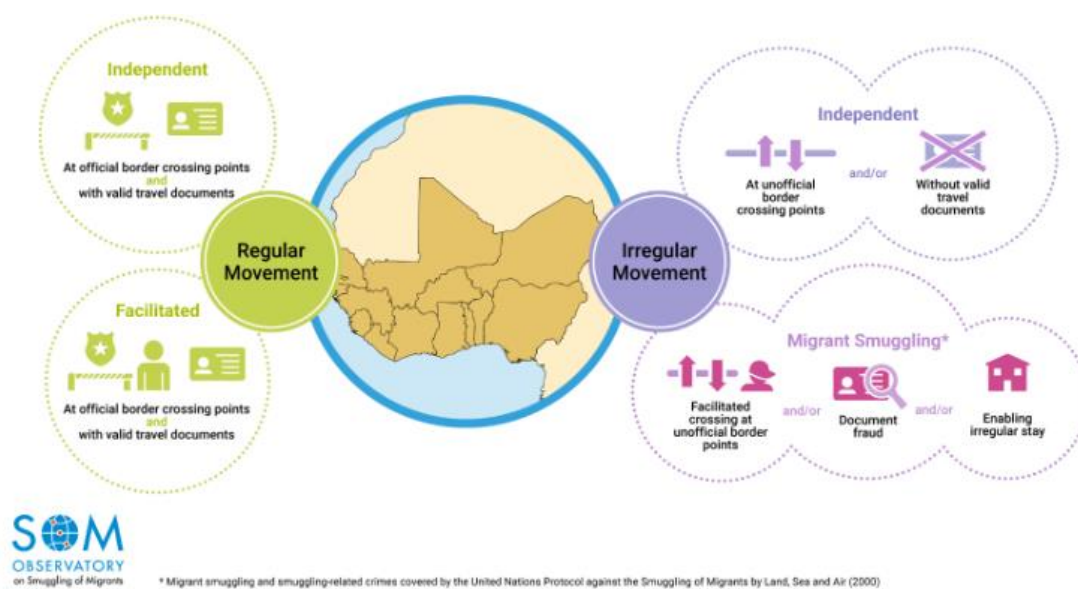 Independent
At official border crossing points
and
with valid travel documents
Regular
Movement
Facilitated
At official border crossing points
and
with valid travel documents
Irregular
Movement
Independent
At unofficial
border
crossing points
and/or
Without valid
travel
documents
Migrant Smuggling*
Facilitated
crossing at
unofficial border
points
and/or
Document
fraud
and/or
Enabling
irregular stay
SOM
OBSERVATORY
on Smuggling of Migrants
* Migrant smuggling and smuggling-related crimes covered by the United Nations Protocol against the Smuggling of Migrants by Land, Sea and Air (2000)